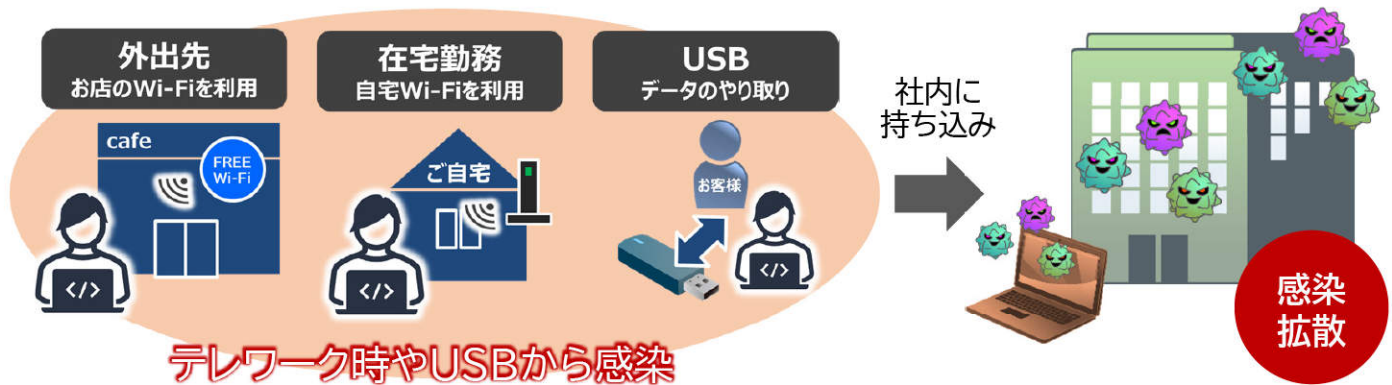 外出先
お店のWi-Fiを利用
cafe
FREE
Wi-Fi
</>
在宅勤務
自宅Wi-Fiを利用
ご自宅
</>
USB
データのやり取り
お客様
</>
テレワーク時やUSBから感染
社内に
持ち込み
感染
拡散